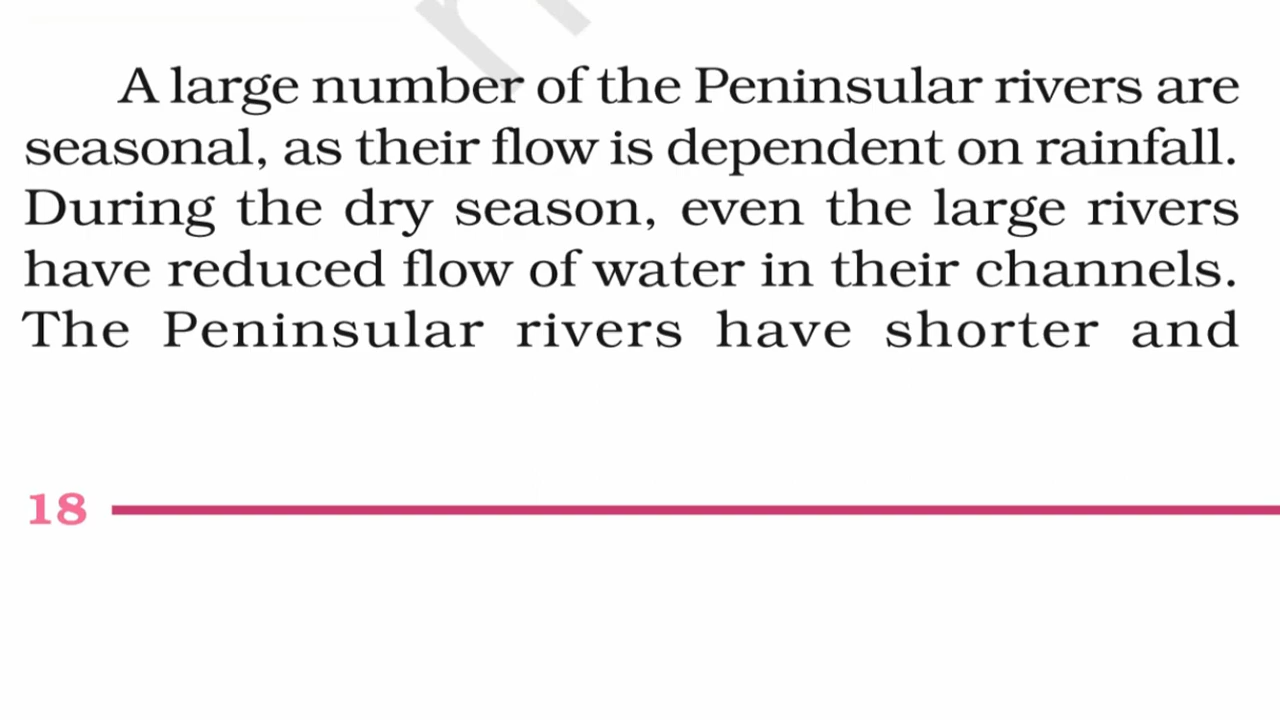 A large number of the Peninsular rivers are
seasonal, as their flow is dependent on rainfall.
During the dry season, even the large rivers
have reduced flow of water in their channels.
The Peninsular rivers have shorter and
18